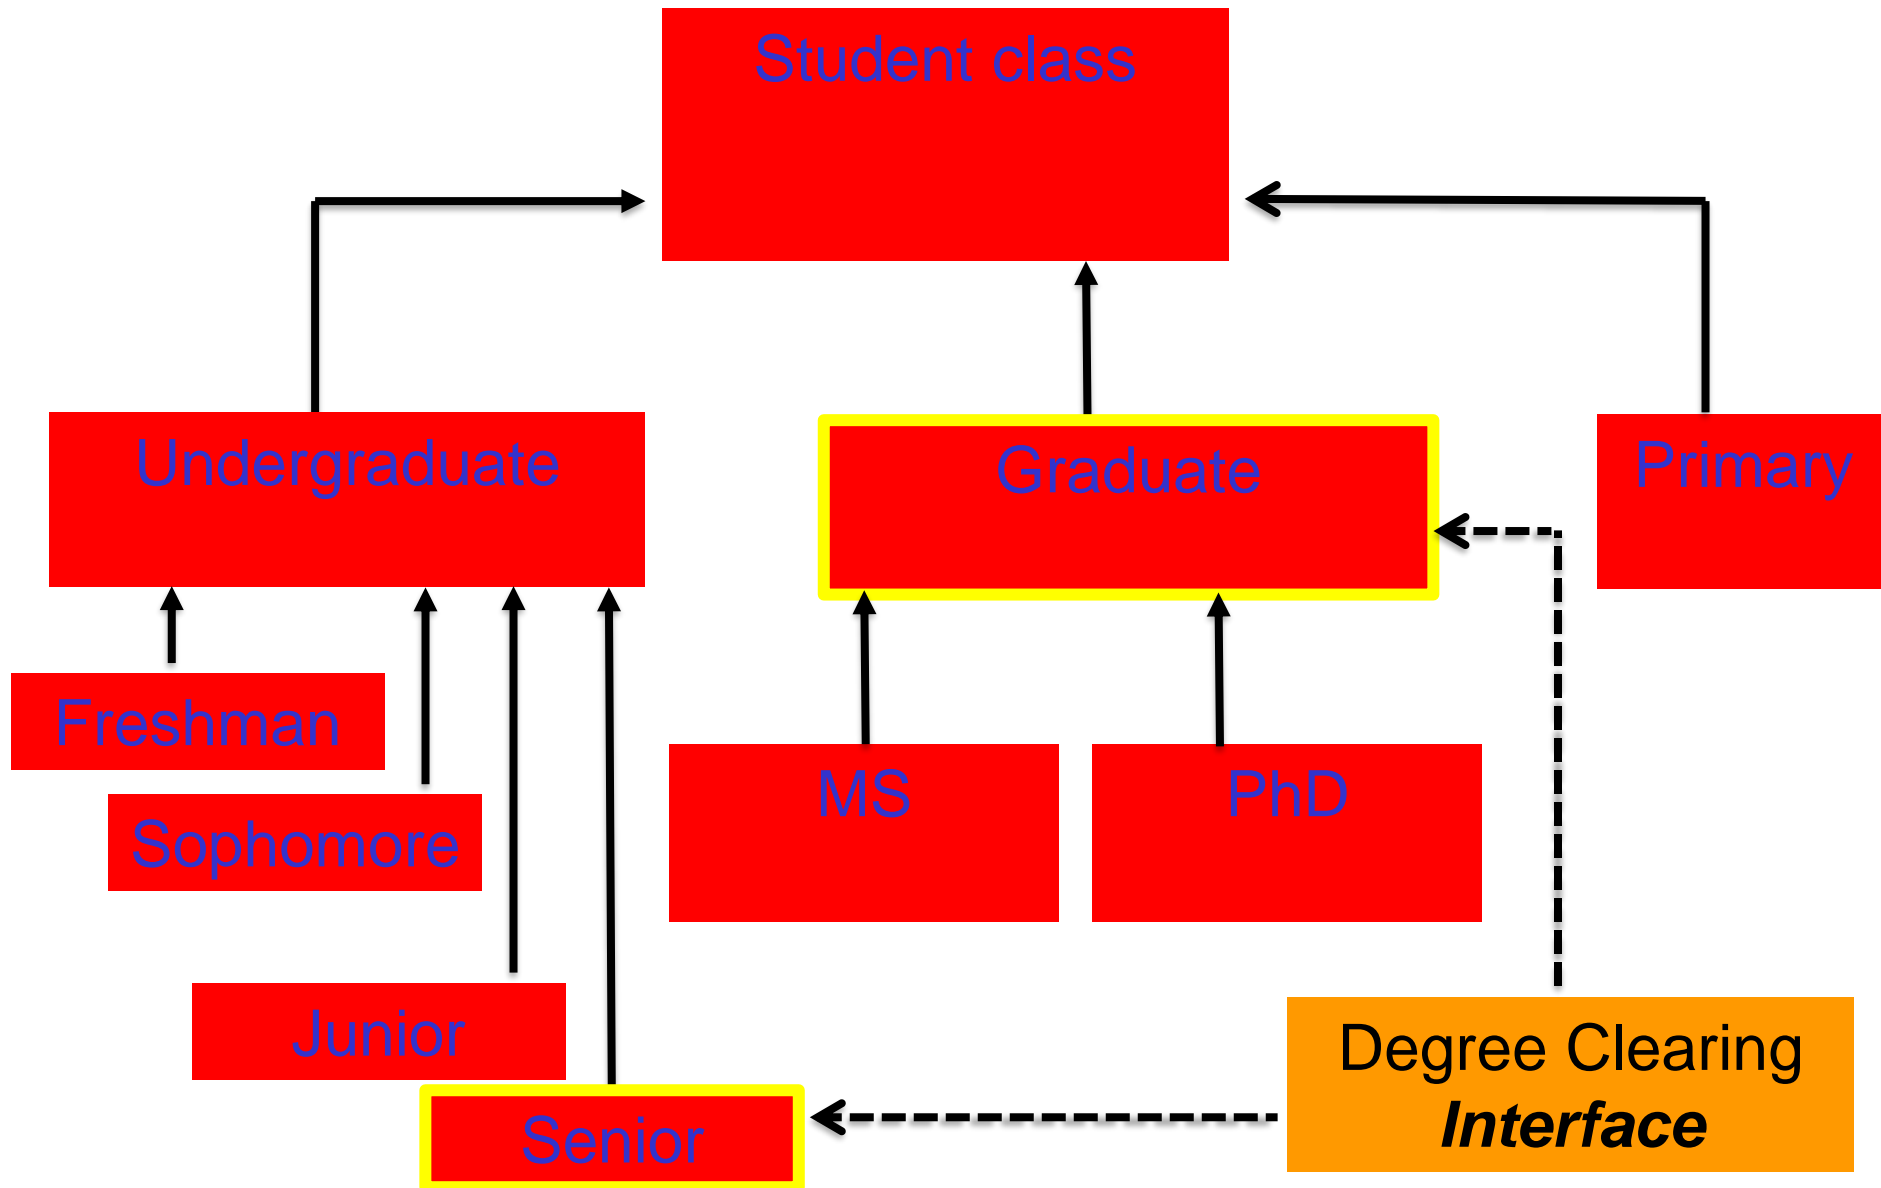 Student class
Undergraduate
Graduate
Primary
Freshman
MS
PhD
Sophomore
Junior
Degree Clearing
Interface
Senior